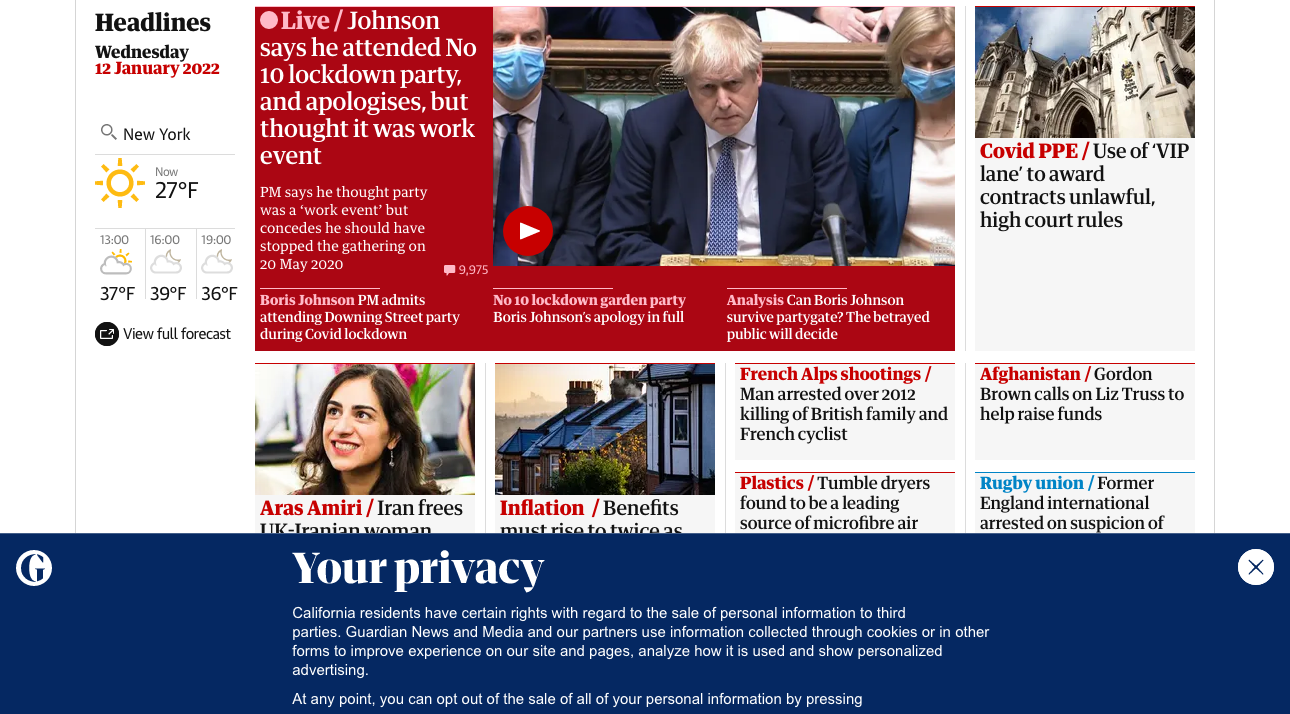 Headlines
Wednesday
12 January 2022
New York
Now
27°F
13:00
16:00
19:00
37°F
39°F
36°F
View full forecast
Live / Johnson
says he attended No
10 lockdown party,
and apologises, but
thought it was work
event
PM says he thought party
was a ‘work event’ but
concedes he should have
stopped the gathering on
20 May 2020
9,975
Boris Johnson PM admits
attending Downing Street party
during Covid lockdown
No 10 lockdown garden party
Boris Johnson’s apology in full
Analysis Can Boris Johnson
survive partygate? The betrayed
public will decide
Covid PPE / Use of ‘VIP
lane’ to award
contracts unlawful,
high court rules
Aras Amiri / Iran frees
UK-Iranian woman
Inflation / Benefits
must rise to twice as
French Alps shootings /
Man arrested over 2012
killing of British family and
French cyclist
Plastics / Tumble dryers
found to be a leading
source of microfibre air
Afghanistan / Gordon
Brown calls on Liz Truss to
help raise funds
Rugby union / Former
England international
arrested on suspicion of
G
Your privacy
California residents have certain rights with regard to the sale of personal information to third
parties. Guardian News and Media and our partners use information collected through cookies or in other
forms to improve experience on our site and pages, analyze how it is used and show personalized
advertising.
At any point, you can opt out of the sale of all of your personal information by pressing